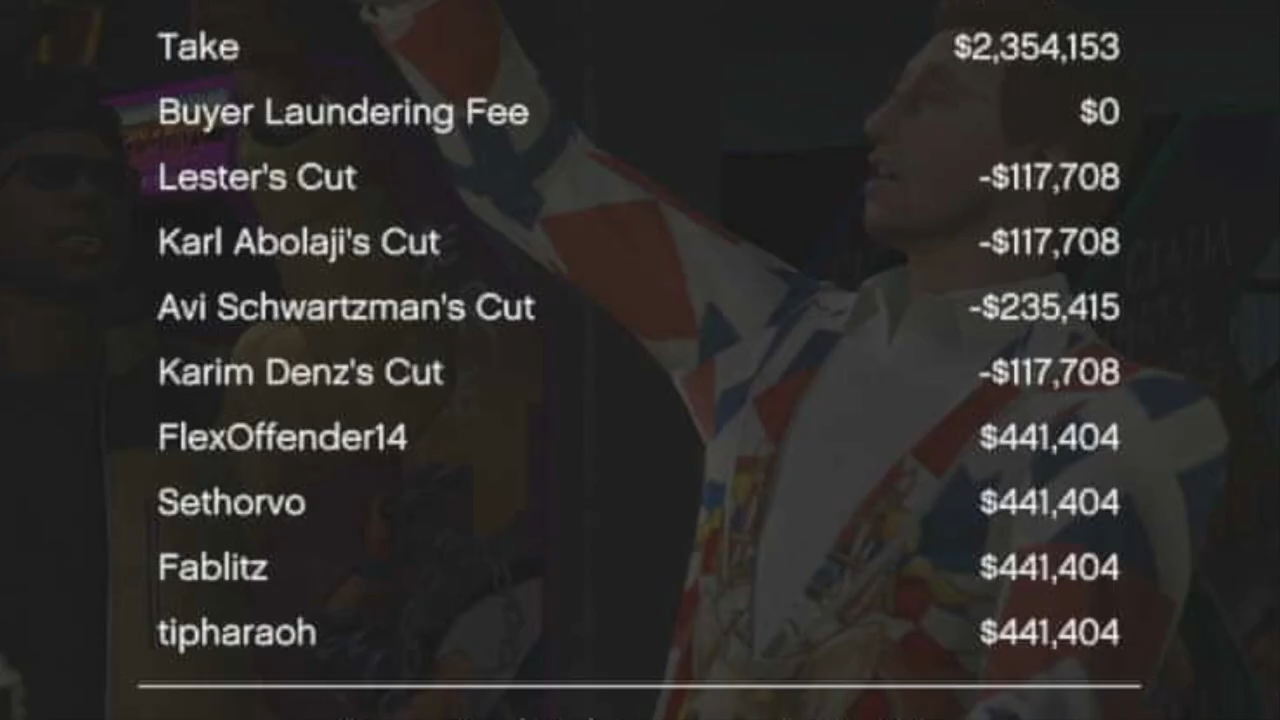 Take $2,354,153
Buyer Laundering Fee $0
Lester's Cut -$117,708
Karl Abolaji's Cut -$117,708
Avi Schwartzman's Cut -$235,415
Karim Denz's Cut -$117,708
FlexOffender14 $441,404
Sethorvo $441,404
Fablitz $441,404
tipharaoh $441,404